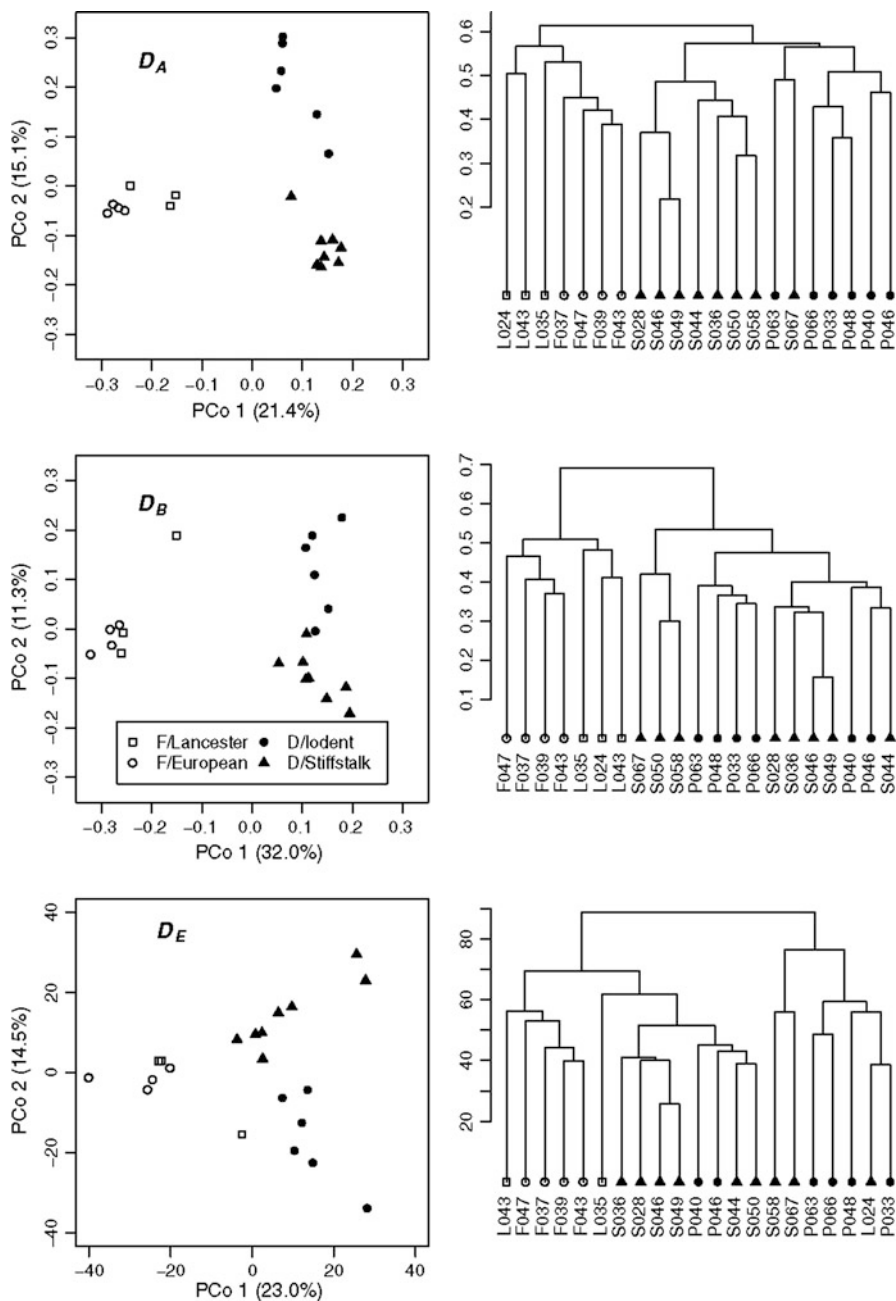 D_A
PCo 2 (15.1%)
0.3
0.2
0.1
0.0
−0.1
−0.2
−0.3
−0.3 −0.2 −0.1 0.0 0.1 0.2 0.3
PCo 1 (21.4%)
0.6
0.5
0.4
0.3
0.2
L024 L043 L035 F037 F047 F039 F043 S028 S046 S049 S044 S036 S050 S058 P063 S067 P066 P033 P048 P040 P046
D_B
PCo 2 (11.3%)
0.3
0.2
0.1
0.0
−0.1
−0.2
−0.3
F/Lancester D/Iodent
F/European D/Stiffstalk
−0.3 −0.2 −0.1 0.0 0.1 0.2 0.3
PCo 1 (32.0%)
0.7
0.6
0.5
0.4
0.3
0.2
0.1
F047 F037 F039 F043 L035 L024 L043 S067 S050 S058 P063 P048 P033 P066 S028 S036 S046 S049 P040 P046 S044
D_E
PCo 2 (14.5%)
40
20
0
−20
−40
−40 −20 0 20 40
PCo 1 (23.0%)
80
60
40
20
L043 F047 F037 F039 F043 L035 S036 S028 S046 S049 P040 P046 S044 S050 S058 S067 P063 P066 P048 L024 P033